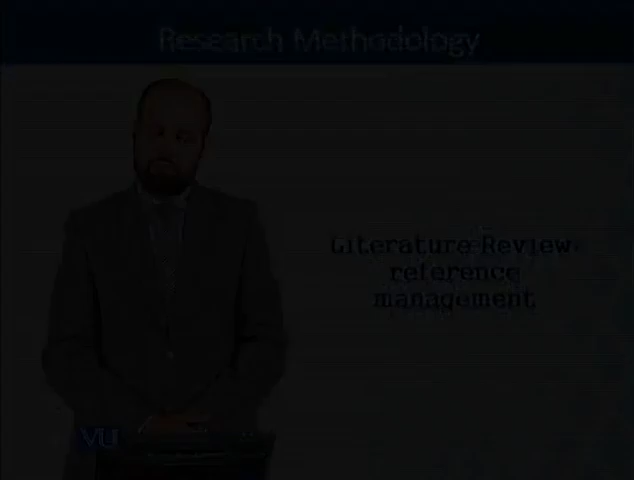 Research Methodology
Literature Review
reference
management
VU